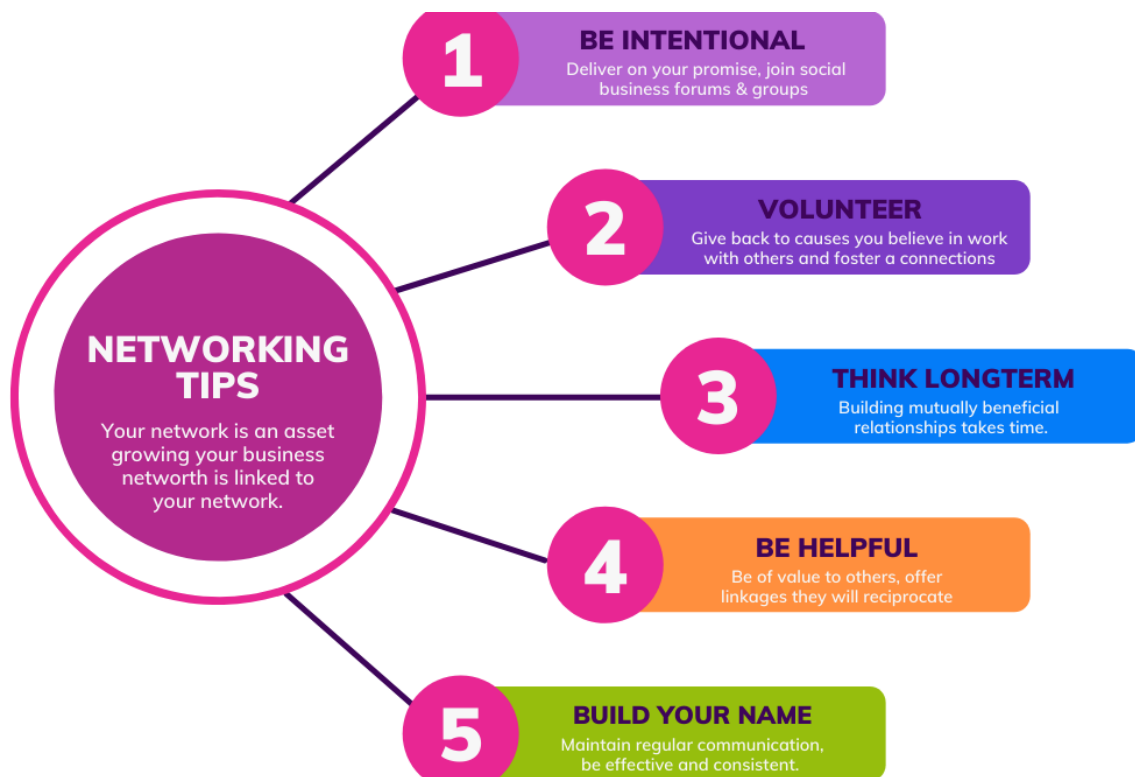 NETWORKING
TIPS
Your network is an asset
growing your business
networth is linked to
your network.
1
BE INTENTIONAL
Deliver on your promise, join social
business forums & groups
2
VOLUNTEER
Give back to causes you believe in work
with others and foster a connections
3
THINK LONGTERM
Building mutually beneficial
relationships takes time.
4
BE HELPFUL
Be of value to others, offer
linkages they will reciprocate
5
BUILD YOUR NAME
Maintain regular communication,
be effective and consistent.